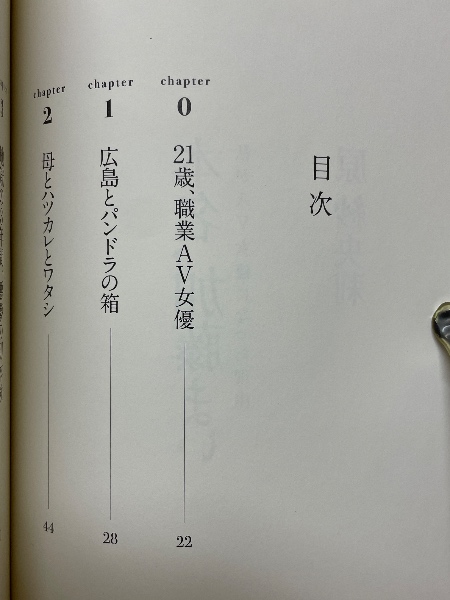 目次
chapter
0
21歳、職業AV女優
22
chapter
1
広島とパンドラの箱
28
chapter
2
母とハツカレとワタシ
44